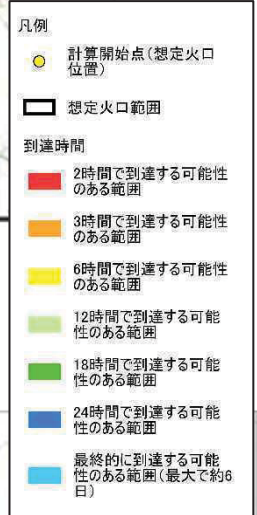 凡例
計算開始点(想定火口
位置)
想定火口範囲
到達時間
2時間で到達する可能性
のある範囲
3時間で到達する可能性
のある範囲
6時間で到達する可能性
のある範囲
12時間で到達する可能
性のある範囲
18時間で到達する可能
性のある範囲
24時間で到達する可能
性のある範囲
最終的に到達する可能
性のある範囲(最大で約6
日)